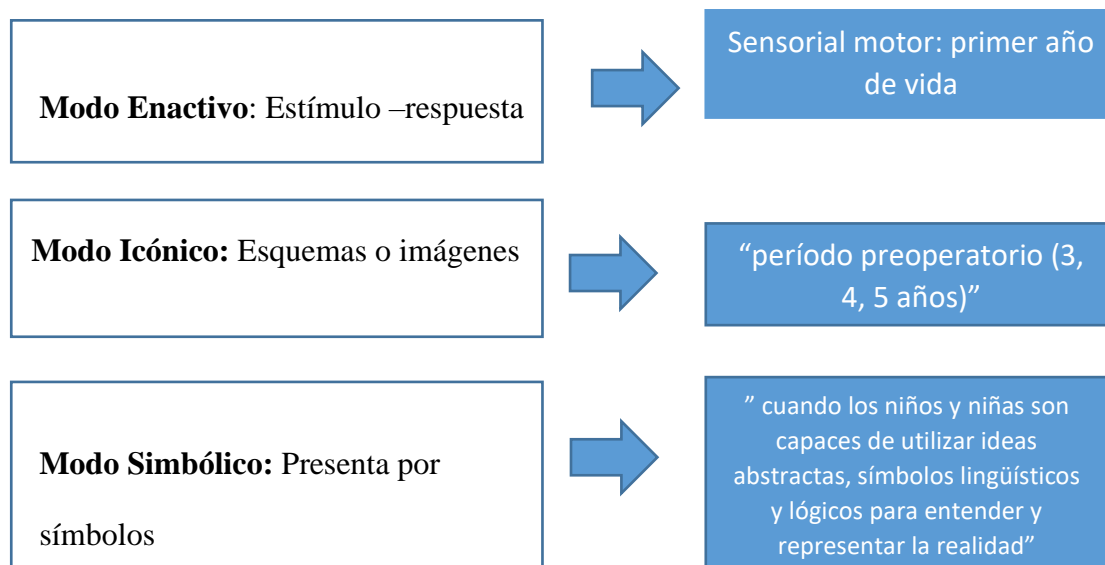 Modo Enactivo: Estímulo –respuesta
Sensorial motor: primer año
de vida
Modo Icónico: Esquemas o imágenes
“período preoperatorio (3,
4, 5 años)”
Modo Simbólico: Presenta por
símbolos
” cuando los niños y niñas son
capaces de utilizar ideas
abstractas, símbolos lingüísticos
y lógicos para entender y
representar la realidad”